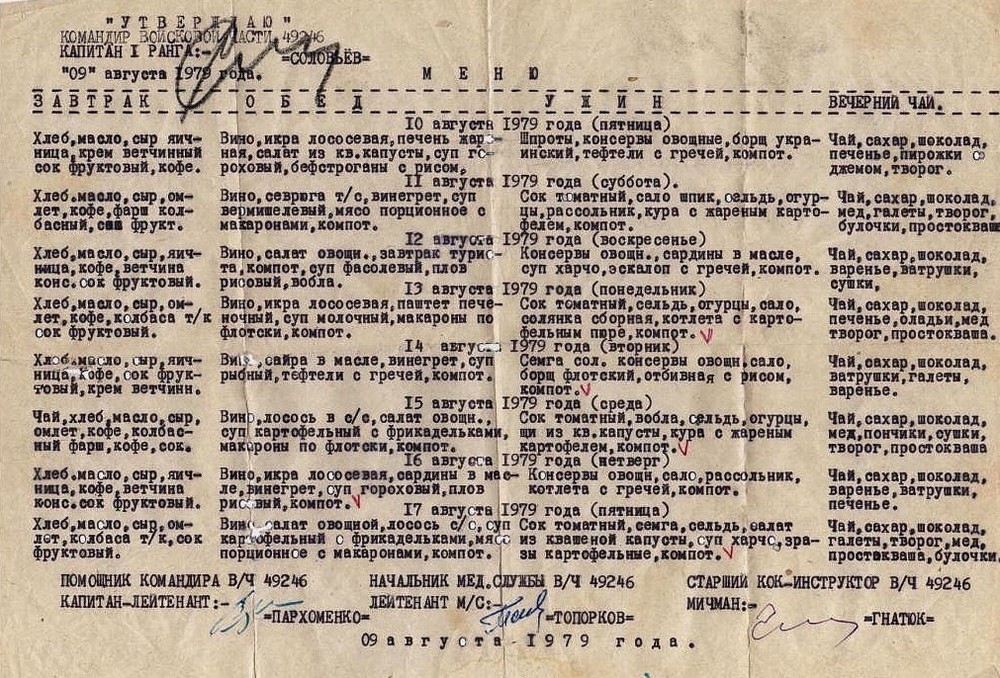 "УТВЕРЖДАЮ"
КОМАНДИР ВОЙСКОВОЙ ЧАСТИ 49246
КАПИТАН I РАНГА:- =СОЛОВЬЁВ=
"09" августа 1979 года. МЕНЮ
ЗАВТРАК ОБЕД УЖИН ВЕЧЕРНИЙ ЧАЙ.
10 августа 1979 года (пятница)
Хлеб,масло,сыр яич- Вино,икра лососевая,печень жаре- Шпроты,консервы овощные,борщ укра- Чай,сахар,шоколад,
ница,крем ветчинный ная,салат из кв.капусты,суп го- инский,тефтели с гречей,компот. печенье,пирожки с
сок фруктовый,кофе. роховый,бефстроганы с рисом, джемом,творог.
11 августа 1979 года (суббота).
Хлеб.масло,сыр,ом- Вино,севрюга т/с,винегрет,суп Сок томатный,сало шпик,сельдь,огур- Чай,сахар,шоколад,
лет,кофе,фарш кол- вермишелевый,мясо порционное с цы,рассольник,кура с жареным карто- мед,галеты,творог,
басный, фрукт. макаронами,компот. фелем,компот. булочки,простокваша
12 августа 1979 года (воскресенье)
Хлеб,масло,сыр,яич- Вино,салат овощн.,завтрак турис- Консервы овощн.,сардины в масле, Чай,сахар,шоколад,
ница,кофе,ветчина та,компот,суп фасолевый,плов суп харчо,эскалоп с гречей,компот. варенье,ватрушки,
конс.сок фруктовый. рисовый,вобла. сушки,
13 августа 1979 года (понедельник)
Хлеб,масло,сыр,ом- Вино,икра лососевая,паштет пече- Сок томатный,сельдь,огурцы,сало, Чай,сахар,шоколад,
лет,кофе,колбаса т/к ночный,суп молочный,макароны по солянка сборная,котлета с карто- печенье,оладьи,мед
сок фруктовый. флотски,компот. фельным пюре,компот. творог,простокваша.
14 августа 1979 года (вторник)
Хлеб,масло,сыр,яич- Вино,сайра в масле,винегрет,суп Семга сол. консервы овощн,сало, Чай,сахар,шоколад,
ница,кофе,сок фрук- рыбный,тефтели с гречей,компот. борщ флотский,отбивная с рисом, ватрушки,галеты,
товый,крем ветчинн. компот. варенье.
15 августа 1979 года (среда)
Чай,хлеб,масло,сыр, Вино,лосось в с/с,салат овощн., Сок томатный,вобла,сельдь,огурцы, Чай,сахар,шоколад,
омлет,кофе,колбас- суп картофельный с фрикадельками, щи из кв.капусты,кура с жареным мед,пончики,сушки,
ный фарш,кофе,сок. макароны по флотски,компот. картофелем,компот. творог,простокваша
16 августа 1979 года (четверг)
Хлеб,масло,сыр,яич- Вино,икра лососевая,сардины в мас- Консервы овощн,сало,рассольник, Чай,сахар,шоколад,
ница,кофе,ветчина ле,винегрет,суп гороховый,плов котлета с гречей,компот. варенье,ватрушки,
конс.сок фруктовый. рисовый,компот. печенье.
17 августа 1979 года (пятница)
Хлеб,масло,сыр,ом- Вино,салат овощной,лосось с/с,суп Сок томатный,семга,сельдь,салат Чай,сахар,шоколад,
лет,колбаса т/к,сок картофельный с фрикадельками,мясо из квашеной капусты,суп харчо,зра- галеты,творог,мед,
фруктовый. порционное с макаронами,компот. зы картофельные,компот. простокваша,булочки.
ПОМОЩНИК КОМАНДИРА В/Ч 49246 НАЧАЛЬНИК МЕД.СЛУЖБЫ В/Ч 49246 СТАРШИЙ КОК-ИНСТРУКТОР В/Ч 49246
КАПИТАН-ЛЕЙТЕНАНТ:- =ПАРХОМЕНКО= ЛЕЙТЕНАНТ М/С:- =ТОПОРКОВ= МИЧМАН:- =ГНАТЮК=
09 августа 1979 года.